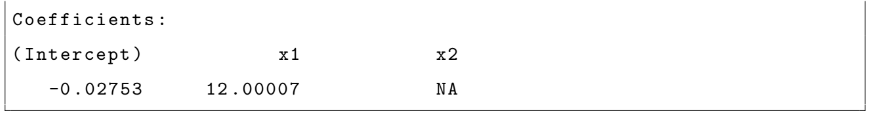 Coefficients:
(Intercept) x1 x2
-0.02753 12.00007 NA